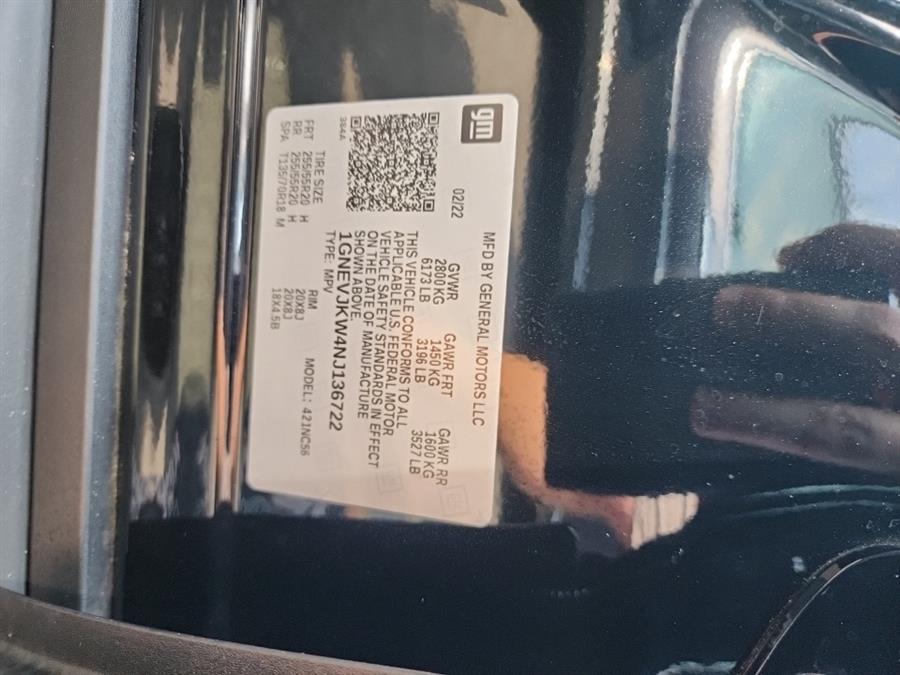 gm
MFD BY GENERAL MOTORS LLC
02/22
GVWR GAWR FRT GAWR RR
2800 KG 1450 KG 1600 KG
6173 LB 3196 LB 3527 LB
THIS VEHICLE CONFORMS TO ALL
APPLICABLE U.S. FEDERAL MOTOR
VEHICLE SAFETY STANDARDS IN EFFECT
ON THE DATE OF MANUFACTURE
SHOWN ABOVE.
1GNEVJKW4NJ136722
TYPE: MPV
384A
MODEL: 421NC56
TIRE SIZE RIM
FRT 255/55R20 H 20X8J
RR 255/55R20 H 20X8J
SPA T135/70R18 M 18X4.5B